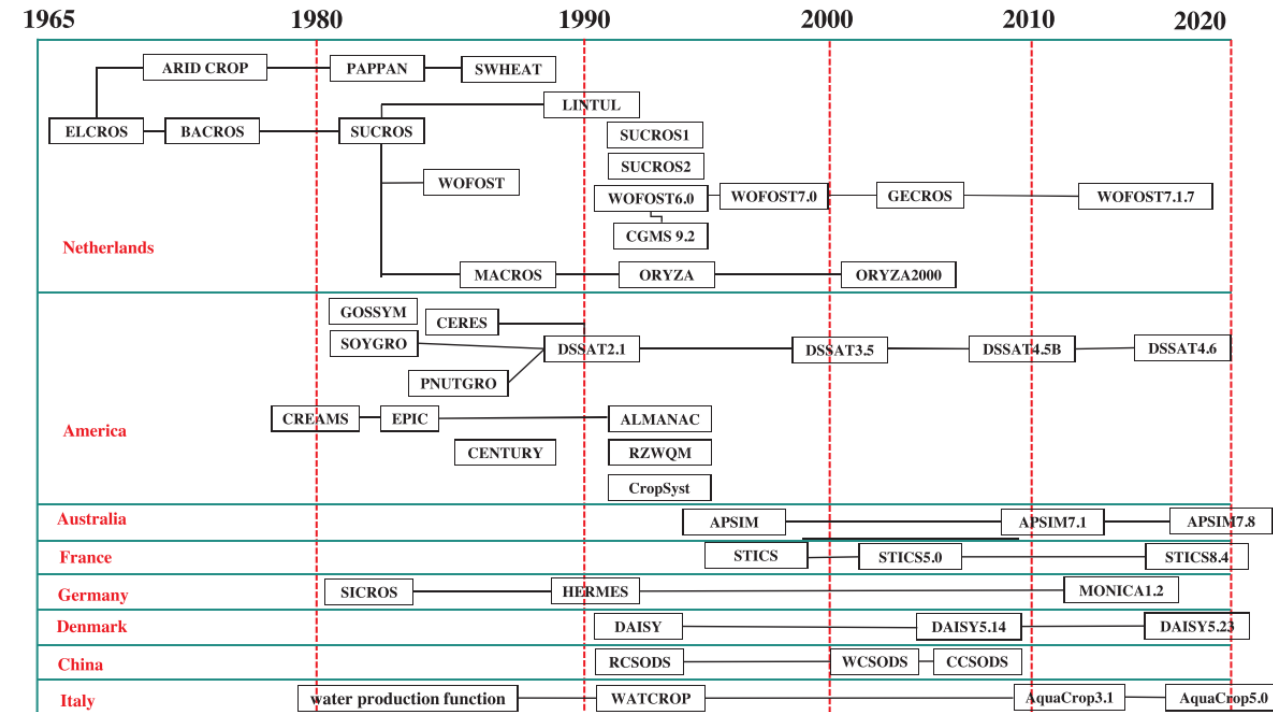 1965 1980 1990 2000 2010 2020
ARID CROP PAPPAN SWHEAT
LINTUL
ELCROS BACROS SUCROS SUCROS1
SUCROS2
WOFOST WOFOST6.0 WOFOST7.0 GECROS WOFOST7.1.7
CGMS 9.2
Netherlands
MACROS ORYZA ORYZA2000
GOSSYM CERES
SOYGRO DSSAT2.1 DSSAT3.5 DSSAT4.5B DSSAT4.6
PNUTGRO
CREAMS EPIC ALMANAC
America
CENTURY RZWQM
CropSyst
Australia APSIM APSIM7.1 APSIM7.8
France STICS STICS5.0 STICS8.4
Germany SICROS HERMES MONICA1.2
Denmark DAISY DAISY5.14 DAISY5.23
China RCSODS WCSODS CCSODS
Italy water production function WATCROP AquaCrop3.1 AquaCrop5.0